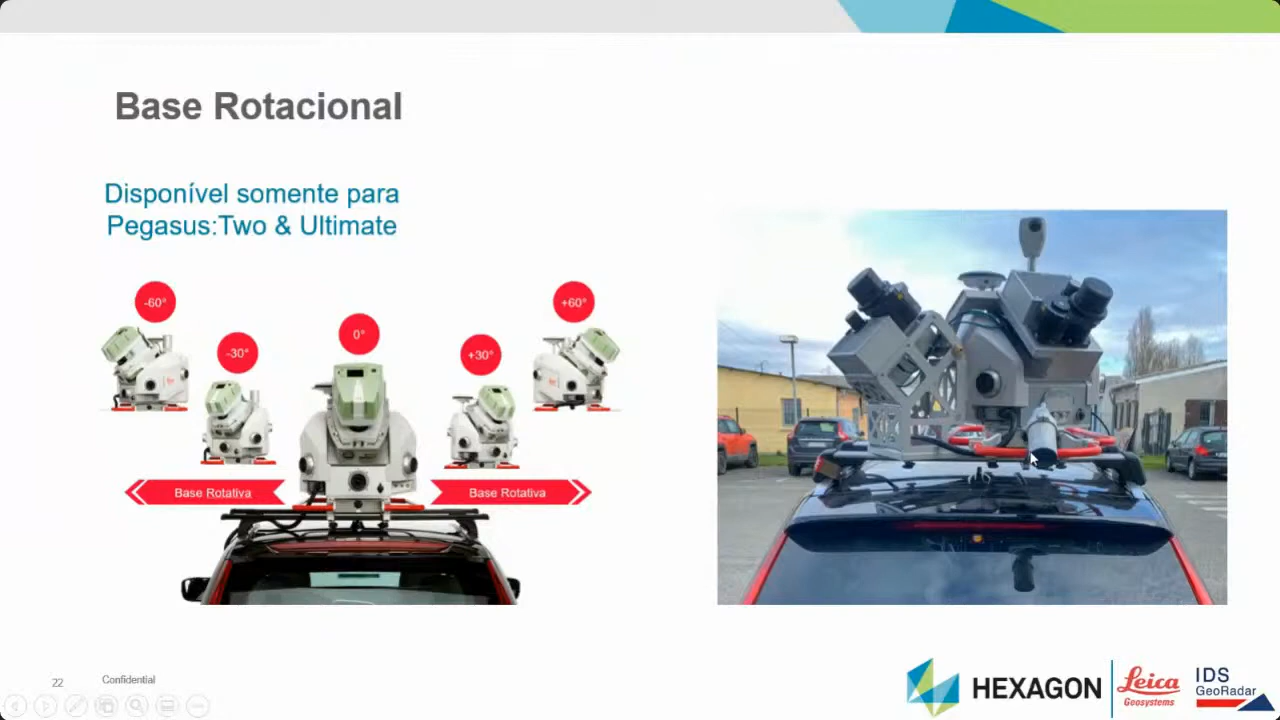 Base Rotacional
Disponível somente para
Pegasus:Two & Ultimate
-60°
-30°
0°
+30°
+60°
Base Rotativa
Base Rotativa
22
Confidential
HEXAGON
Leica
Geosystems
IDS
GeoRadar